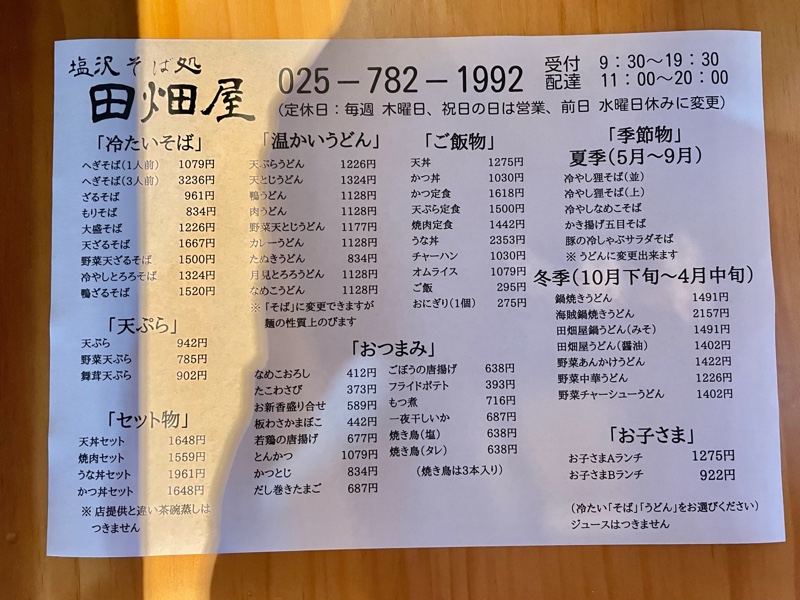 塩沢そば処
田畑屋
025－782－1992
受付 9：30～19：30
配達 11：00～20：00
（定休日：毎週 木曜日、祝日の日は営業、前日 水曜日休みに変更）
「冷たいそば」
へぎそば（1人前） 1079円
へぎそば（3人前） 3236円
ざるそば 961円
もりそば 834円
大盛そば 1226円
天ざるそば 1667円
野菜天ざるそば 1500円
冷やしとろろそば 1324円
鴨ざるそば 1520円
「天ぷら」
天ぷら 942円
野菜天ぷら 785円
舞茸天ぷら 902円
「セット物」
天丼セット 1648円
焼肉セット 1559円
うな丼セット 1961円
かつ丼セット 1648円
※ 店提供と違い茶碗蒸しは
つきません
「温かいうどん」
天ぷらうどん 1226円
天とじうどん 1324円
鴨うどん 1128円
肉うどん 1128円
野菜天とじうどん 1177円
カレーうどん 1128円
たぬきうどん 834円
月見とろろうどん 1128円
なめこうどん 1128円
※ 「そば」に変更できますが
麺の性質上のびます
「ご飯物」
天丼 1275円
かつ丼 1030円
かつ定食 1618円
天ぷら定食 1500円
焼肉定食 1442円
うな丼 2353円
チャーハン 1030円
オムライス 1079円
ご飯 295円
おにぎり（1個） 275円
「おつまみ」
なめこおろし 412円
たこわさび 373円
お新香盛り合せ 589円
板わさかまぼこ 442円
若鶏の唐揚げ 677円
とんかつ 1079円
かつとじ 834円
だし巻きたまご 687円
ごぼうの唐揚げ 638円
フライドポテト 393円
もつ煮 716円
一夜干しいか 687円
焼き鳥（塩） 638円
焼き鳥（タレ） 638円
（焼き鳥は3本入り）
「季節物」
夏季（5月～9月）
冷やし狸そば（並）
冷やし狸そば（上）
冷やしなめこそば
かき揚げ五目そば
豚の冷しゃぶサラダそば
※ うどんに変更出来ます
冬季（10月下旬～4月中旬）
鍋焼きうどん 1491円
海賊鍋焼きうどん 2157円
田畑屋鍋うどん（みそ） 1491円
田畑屋うどん（醤油） 1402円
野菜あんかけうどん 1422円
野菜中華うどん 1226円
野菜チャーシューうどん 1402円
「お子さま」
お子さまAランチ 1275円
お子さまBランチ 922円
（冷たい「そば」「うどん」をお選びください）
ジュースはつきません